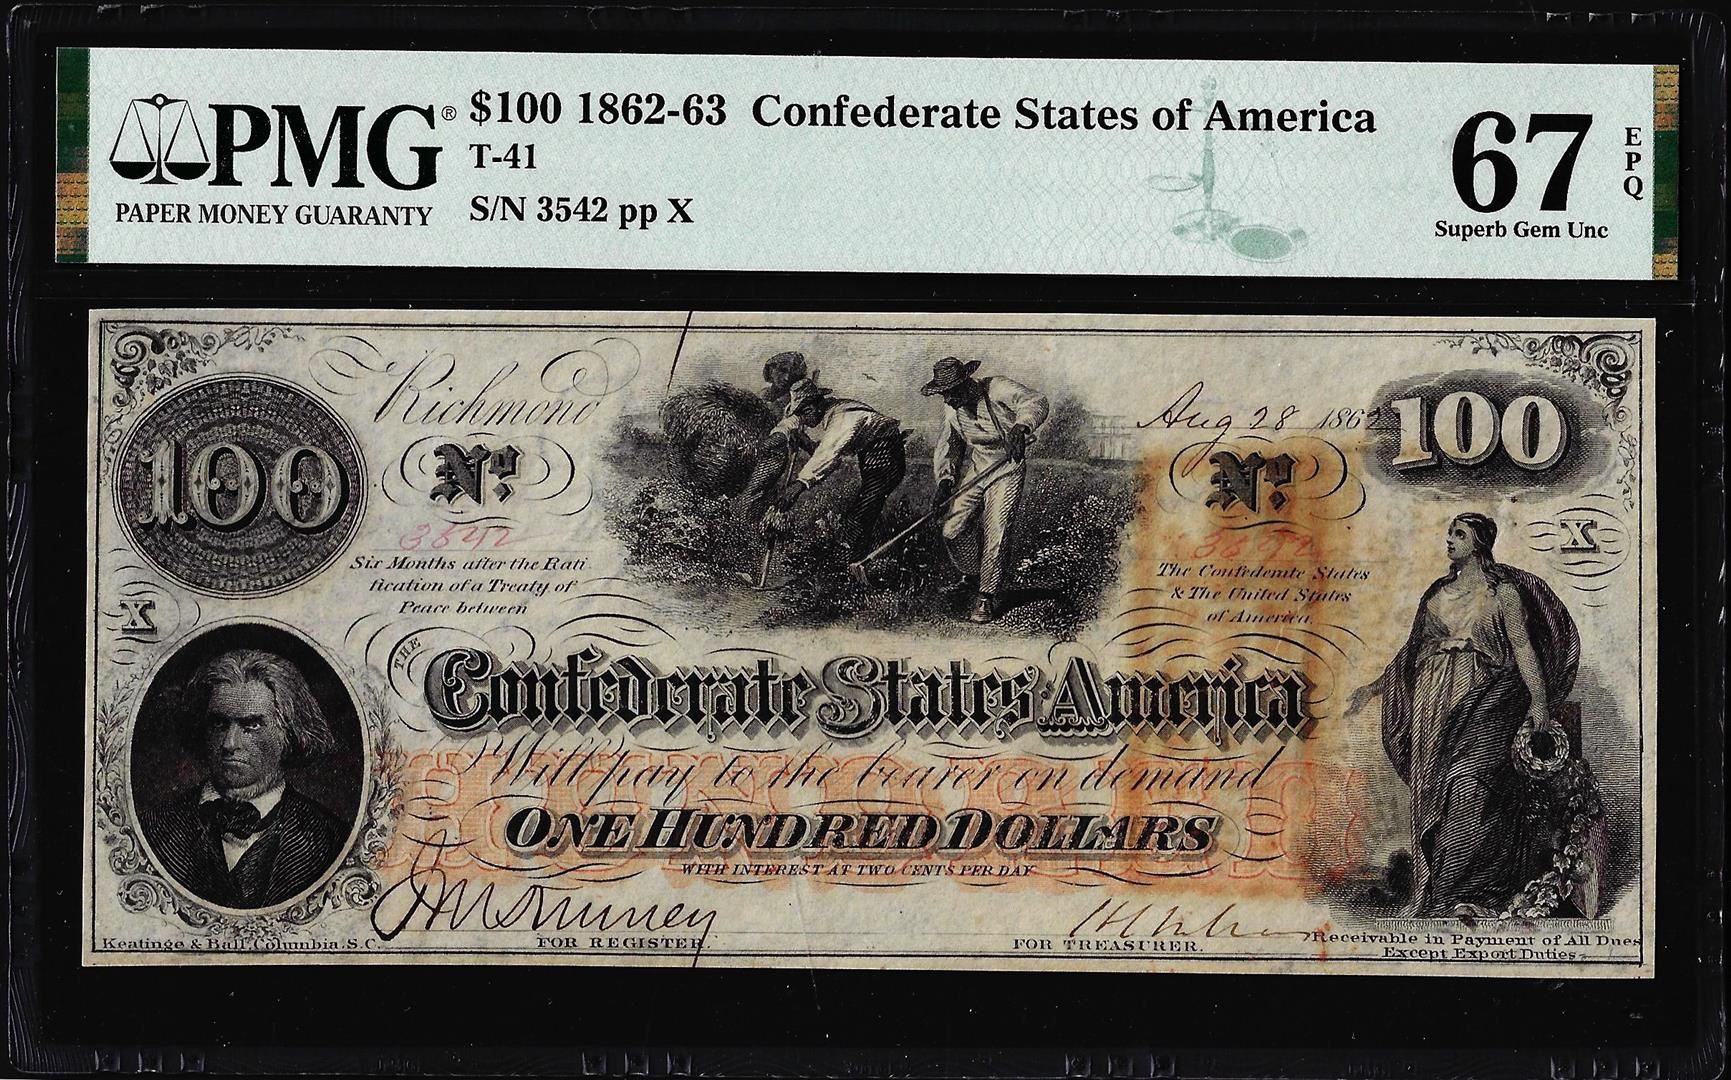 PMG®
PAPER MONEY GUARANTY
$100 1862-63 Confederate States of America
T-41
S/N 3542 pp X
67
EPQ
Superb Gem Unc
Richmond
Aug 28 1862
100
100
No.
No.
Six Months after the Rati
fication of a Treaty of
Peace between
The Confederate States
& The United States
of America.
X
X
THE
Confederate States America
Will pay to the bearer on demand
HUNDRED
ONE HUNDRED DOLLARS
WITH INTEREST AT TWO CENTS PER DAY
Keatinge & Ball, Columbia, S.C.
FOR REGISTER.
FOR TREASURER.
Receivable in Payment of All Dues
Except Export Duties